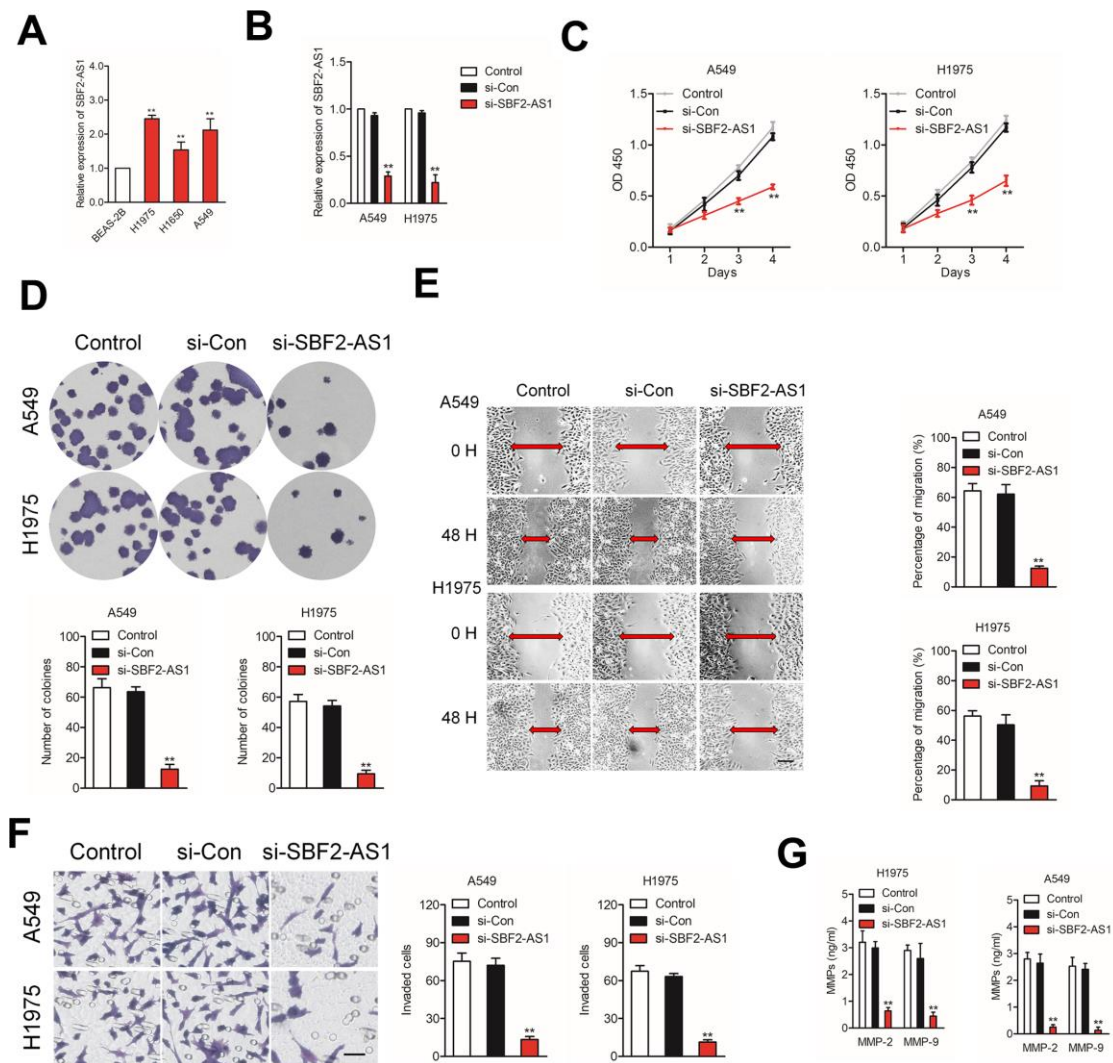 A
Relative expression of SBF2-AS1
4.0
3.0
2.0
1.0
0
**
**
**
BEAS-2B
H1975
H1650
A549
B
Relative expression of SBF2-AS1
1.5
1.0
0.5
0
**
**
A549
H1975
Control
si-Con
si-SBF2-AS1
C
A549
OD 450
1.5
1.0
0.5
0.0
Control
si-Con
si-SBF2-AS1
**
**
1 2 3 4
Days
H1975
OD 450
1.5
1.0
0.5
0.0
Control
si-Con
si-SBF2-AS1
**
**
1 2 3 4
Days
D
Control si-Con si-SBF2-AS1
A549
H1975
A549
Number of colobines
100
80
60
40
20
0
Control
si-Con
si-SBF2-AS1
**
H1975
Number of colobines
100
80
60
40
20
0
Control
si-Con
si-SBF2-AS1
**
E
Control si-Con si-SBF2-AS1
A549
0 H
48 H
H1975
0 H
48 H
A549
Percentage of migration (%)
100
80
60
40
20
0
Control
si-Con
si-SBF2-AS1
**
H1975
Percentage of migration (%)
100
80
60
40
20
0
Control
si-Con
si-SBF2-AS1
**
F
Control si-Con si-SBF2-AS1
A549
H1975
A549
Invaded cells
120
90
60
30
0
Control
si-Con
si-SBF2-AS1
**
H1975
Invaded cells
120
90
60
30
0
Control
si-Con
si-SBF2-AS1
**
G
H1975
MMPs (ng/ml)
5
4
3
2
1
0
Control
si-Con
si-SBF2-AS1
**
**
MMP-2 MMP-9
A549
MMPs (ng/ml)
5
4
3
2
1
0
Control
si-Con
si-SBF2-AS1
**
**
MMP-2 MMP-9